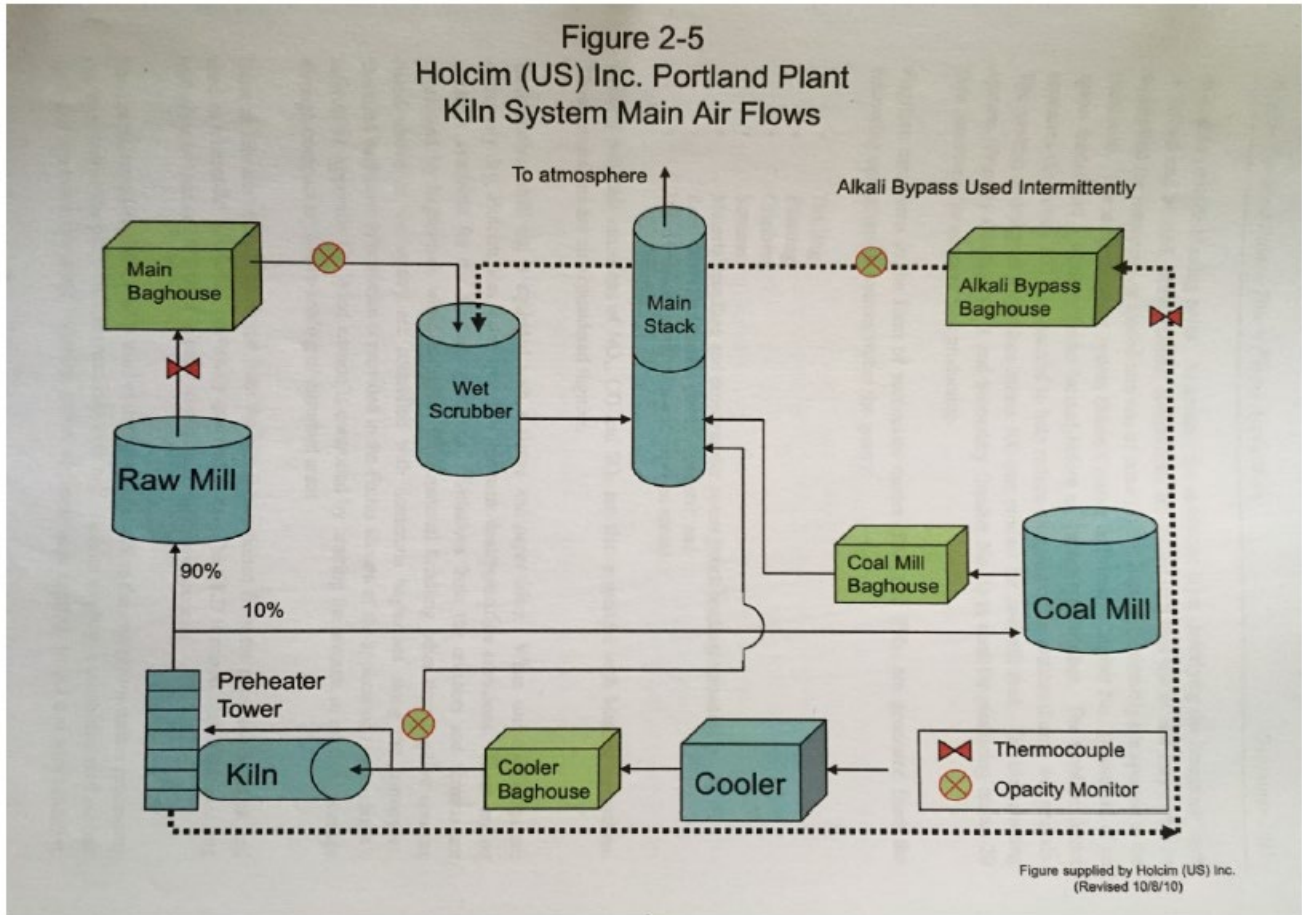 Figure 2-5
Holcim (US) Inc. Portland Plant
Kiln System Main Air Flows
To atmosphere
Alkali Bypass Used Intermittently
Main
Baghouse
Alkali Bypass
Baghouse
Main
Stack
Wet
Scrubber
Raw Mill
Coal Mill
Baghouse
Coal Mill
90%
10%
Preheater
Tower
Kiln
Cooler
Baghouse
Cooler
Thermocouple
Opacity Monitor
Figure supplied by Holcim (US) Inc.
(Revised 10/8/10)